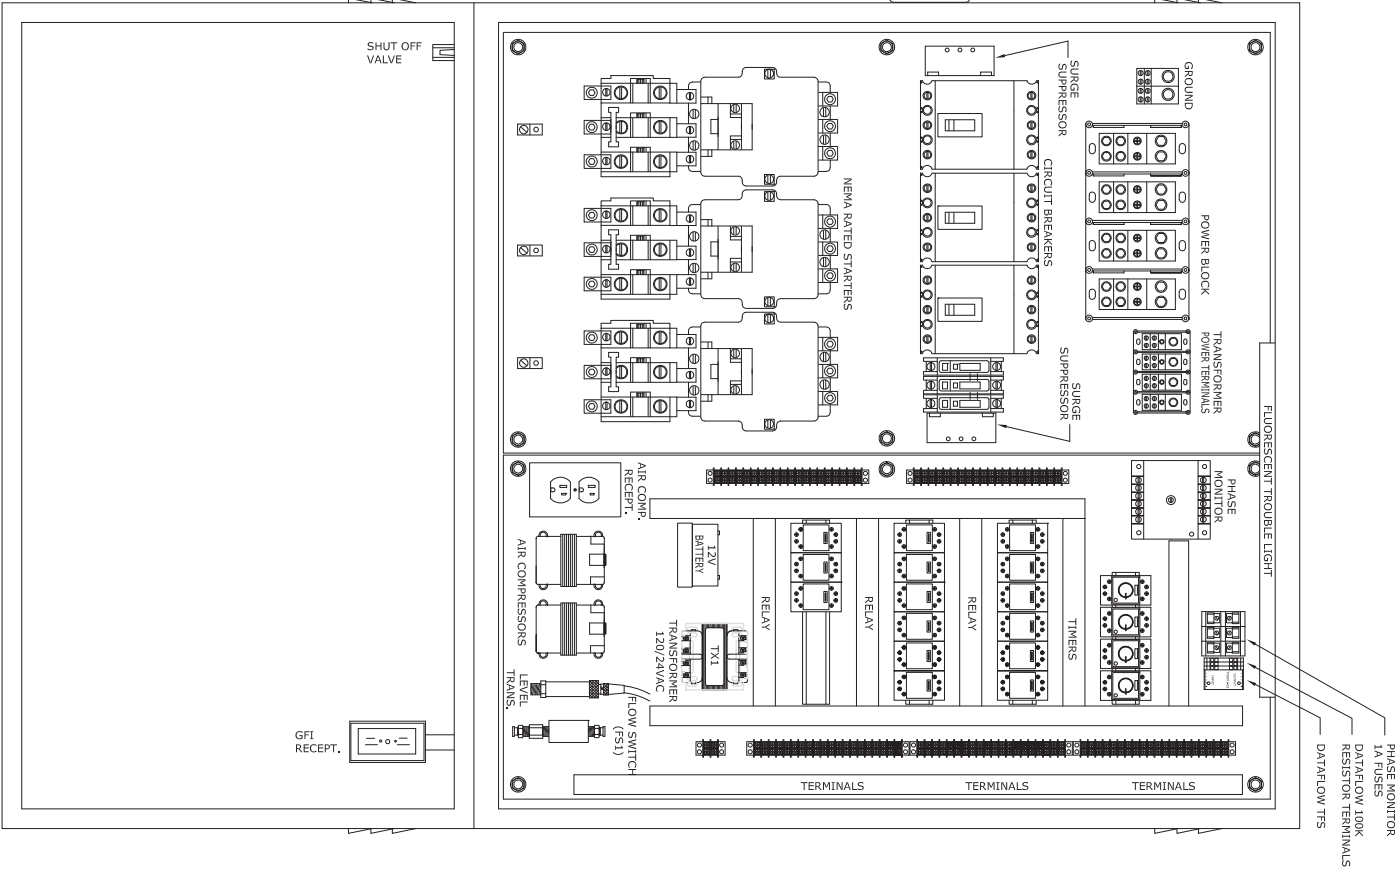 SHUT OFF
VALVE
SURGE
SUPPRESSOR
GROUND
CIRCUIT BREAKERS
NEMA RATED STARTERS
POWER BLOCK
TRANSFORMER
POWER TERMINALS
SURGE
SUPPRESSOR
FLUORESCENT TROUBLE LIGHT
AIR COMP.
RECEPT.
PHASE
MONITOR
12V
BATTERY
AIR COMPRESSORS
RELAY
RELAY
RELAY
TIMERS
TRANSFORMER
120/24VAC
TX1
LEVEL
TRANS.
FLOW SWITCH
(FS1)
GFI
RECEPT.
TERMINALS
TERMINALS
TERMINALS
PHASE MONITOR
1A FUSES
DATAFLOW 100K
RESISTOR TERMINALS
DATAFLOW TFS